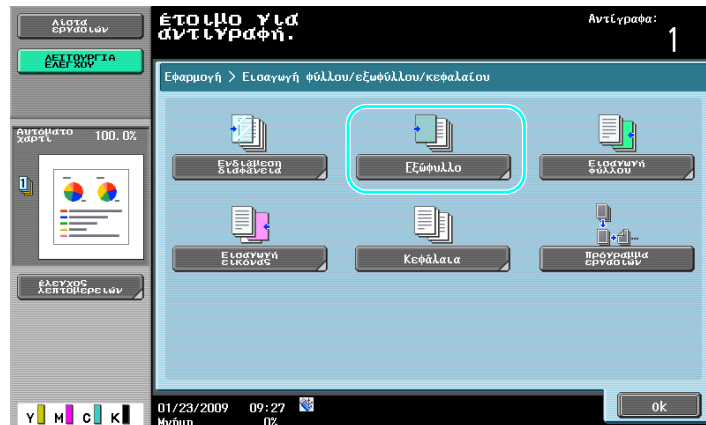 Λίστα
εργασιών
έτοιμο για
αντιγραφή.
Αντίγραφα:
1
ΛΕΙΤΟΥΡΓΙΑ
ΕΛΕΓΧΟΥ
Εφαρμογή > Εισαγωγή φύλλου/εξωφύλλου/κεφαλαίου
Αυτόματο
χαρτί
100.0%
Ενδιάμεση
διαφάνεια
Εξώφυλλο
Εισαγωγή
φύλλου
1
Εισαγωγή
εικόνας
Κεφάλαια
Πρόγραμμα
εργασιών
έλεγχος
λεπτομερειών
ok
Y M C K
01/23/2009 09:27
Μνήμη 0%